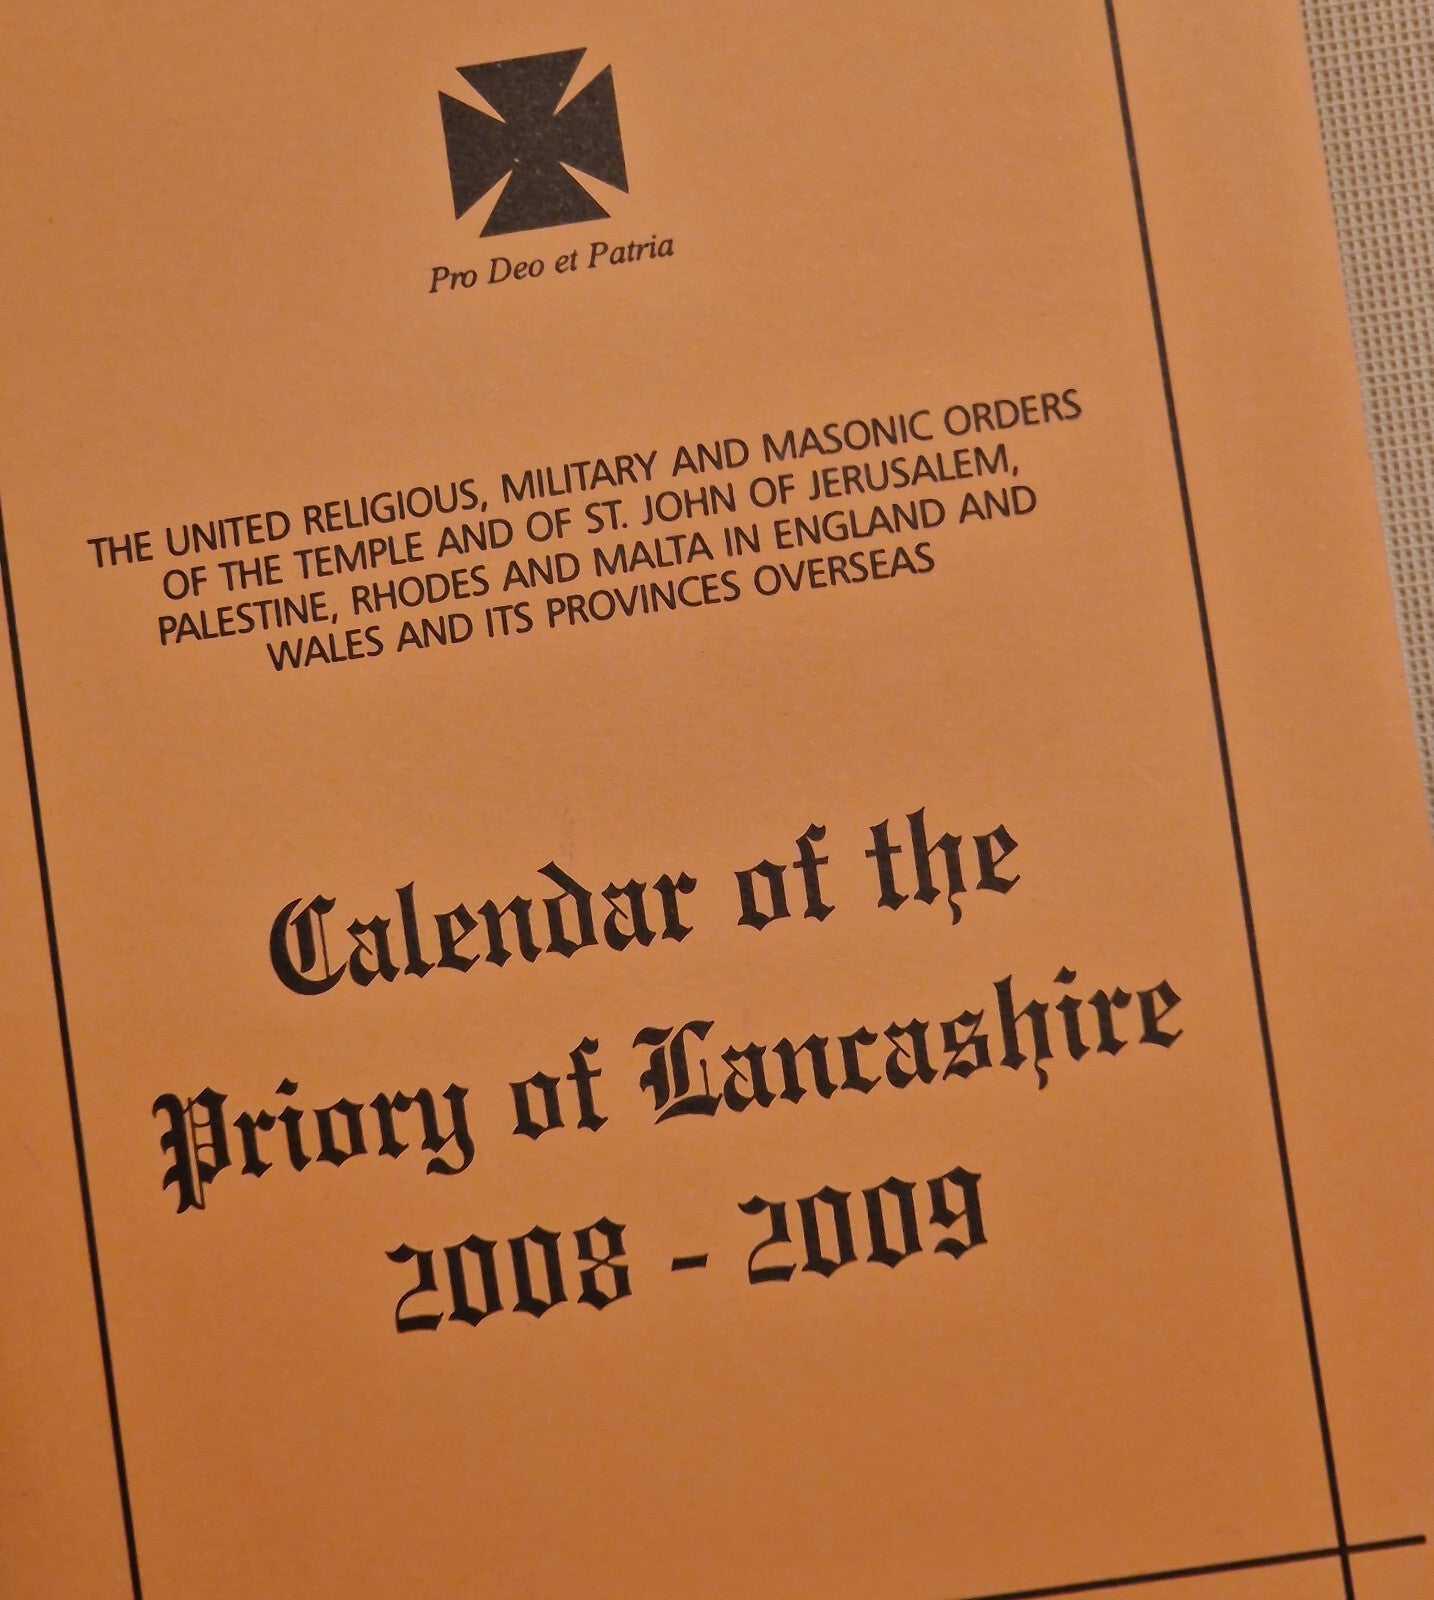 Pro Deo et Patria
THE UNITED RELIGIOUS, MILITARY AND MASONIC ORDERS
OF THE TEMPLE AND OF ST. JOHN OF JERUSALEM,
PALESTINE, RHODES AND MALTA IN ENGLAND AND
WALES AND ITS PROVINCES OVERSEAS
Calendar of the
Priory of Lancashire
2008 - 2009